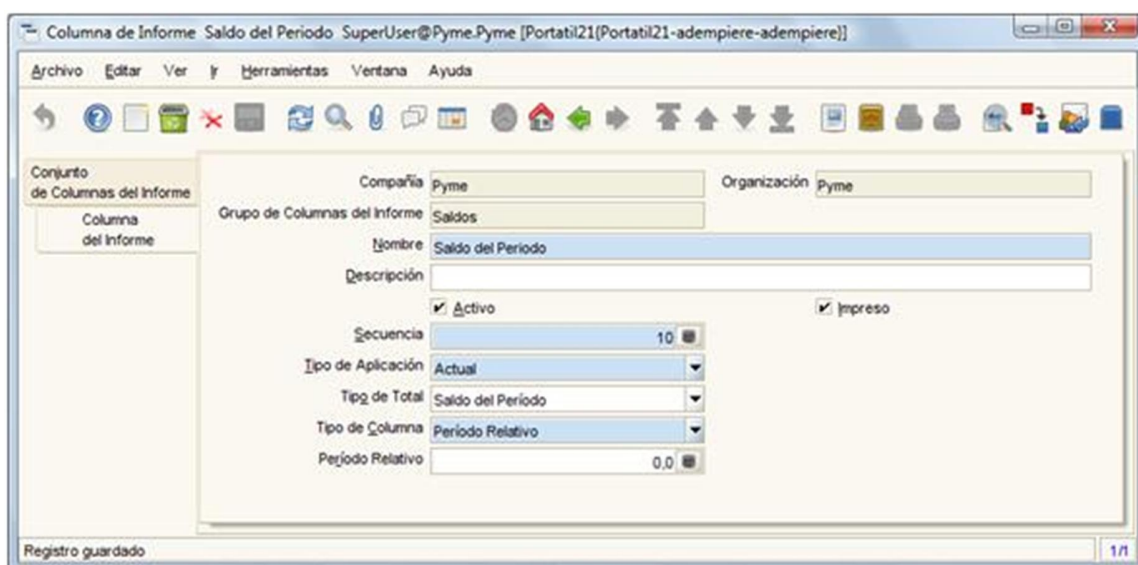 Columna de Informe Saldo del Periodo SuperUser@Pyme.Pyme [Portatil21{Portatil21-adempiere-adempiere}]
Archivo Editar Ver Ir Herramientas Ventana Ayuda
Conjunto
de Columnas del Informe
Columna
del Informe
Compañía Pyme Organización Pyme
Grupo de Columnas del Informe Saldos
Nombre Saldo del Periodo
Descripción
Activo Impreso
Secuencia 10
Tipo de Aplicación Actual
Tipo de Total Saldo del Período
Tipo de Columna Período Relativo
Período Relativo 0,0
Registro guardado 1/1